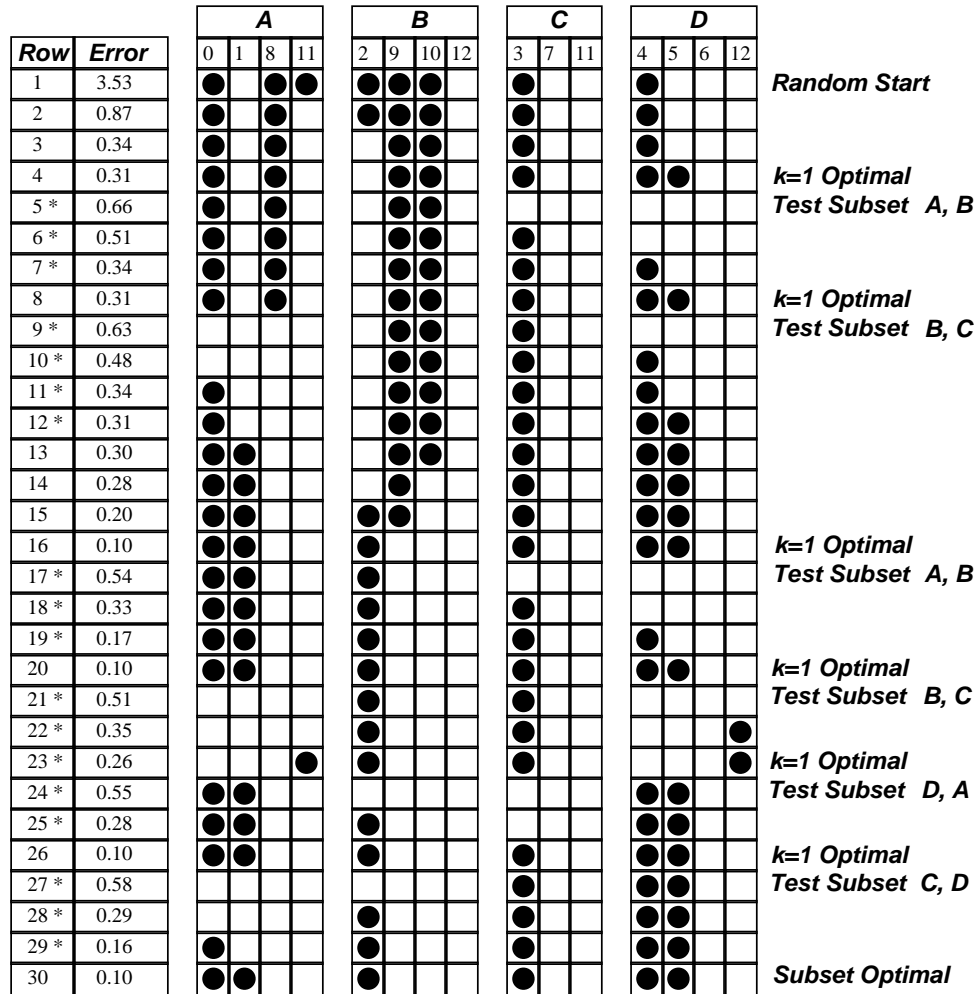 A B C D
Row Error 0 1 8 11 2 9 10 12 3 7 11 4 5 6 12
1 3.53 Random Start
2 0.87
3 0.34
4 0.31 k=1 Optimal
5 * 0.66 Test Subset A, B
6 * 0.51
7 * 0.34
8 0.31 k=1 Optimal
9 * 0.63 Test Subset B, C
10 * 0.48
11 * 0.34
12 * 0.31
13 0.30
14 0.28
15 0.20
16 0.10 k=1 Optimal
17 * 0.54 Test Subset A, B
18 * 0.33
19 * 0.17
20 0.10 k=1 Optimal
21 * 0.51 Test Subset B, C
22 * 0.35
23 * 0.26 k=1 Optimal
24 * 0.55 Test Subset D, A
25 * 0.28
26 0.10 k=1 Optimal
27 * 0.58 Test Subset C, D
28 * 0.29
29 * 0.16
30 0.10 Subset Optimal